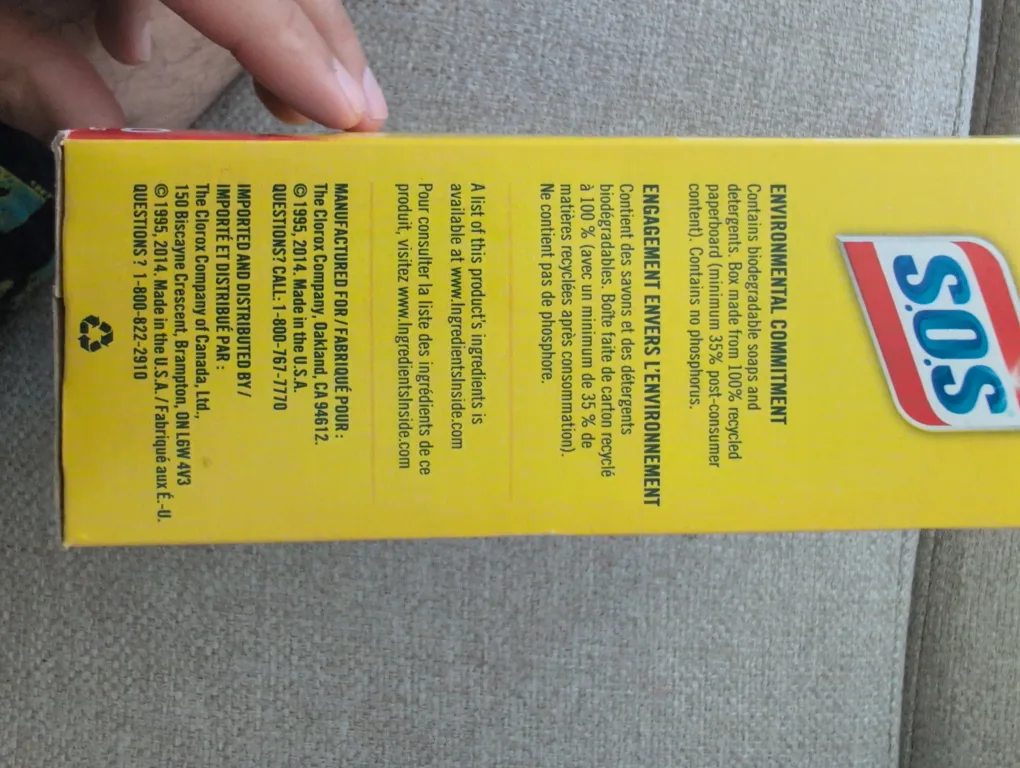 S.O.S
ENVIRONMENTAL COMMITMENT
Contains biodegradable soaps and
detergents. Box made from 100% recycled
paperboard (minimum 35% post-consumer
content). Contains no phosphorus.
ENGAGEMENT ENVERS L'ENVIRONNEMENT
Contient des savons et des détergents
biodégradables. Boîte faite de carton recyclé
à 100 % (avec un minimum de 35 % de
matières recyclées après consommation).
Ne contient pas de phosphore.
A list of this product's ingredients is
available at www.IngredientsInside.com
Pour consulter la liste des ingrédients de ce
produit, visitez www.IngredientsInside.com
MANUFACTURED FOR / FABRIQUÉ POUR :
The Clorox Company, Oakland, CA 94612.
© 1995, 2014. Made in the U.S.A.
QUESTIONS? CALL: 1-800-767-7770
IMPORTED AND DISTRIBUTED BY /
IMPORTÉ ET DISTRIBUÉ PAR :
The Clorox Company of Canada, Ltd.,
150 Biscayne Crescent, Brampton, ON L6W 4V3
© 1995, 2014. Made in the U.S.A. / Fabriqué aux É.-U.
QUESTIONS? 1-800-822-2910